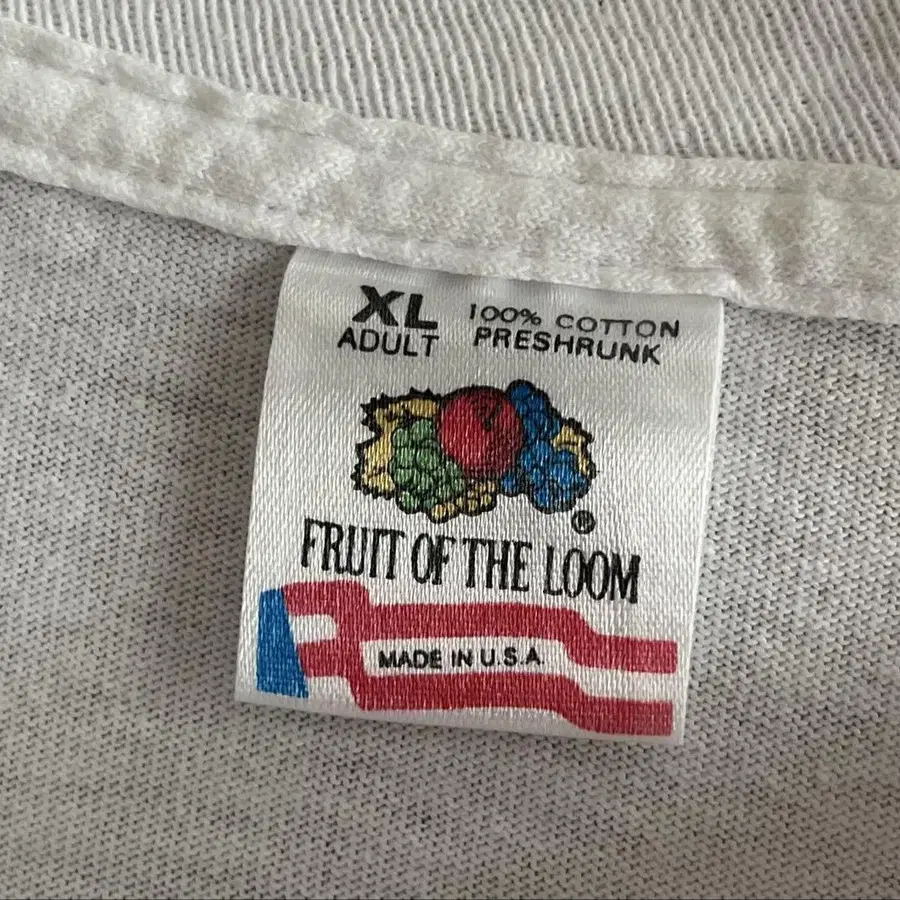 XL
ADULT
100% COTTON
PRESHRUNK
®
FRUIT OF THE LOOM
MADE IN U.S.A